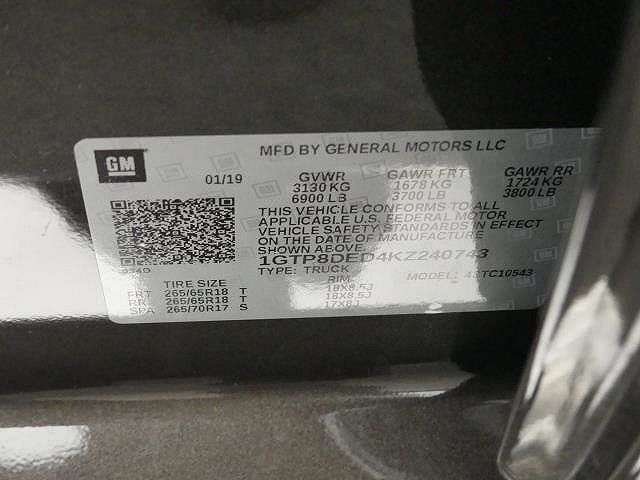 MFD BY GENERAL MOTORS LLC
GM
01/19
GVWR GAWR FRT GAWR RR
3130 KG 1678 KG 1724 KG
6900 LB 3700 LB 3800 LB
THIS VEHICLE CONFORMS TO ALL
APPLICABLE U.S. FEDERAL MOTOR
VEHICLE SAFETY STANDARDS IN EFFECT
ON THE DATE OF MANUFACTURE
SHOWN ABOVE.
1GTP8DED4KZ240743
TYPE: TRUCK MODEL:
TIRE SIZE RIM
FRT 265/65R18 T 18X8.5J
RR 265/65R18 T 18X8.5J
SPA 265/70R17 S 17X8J